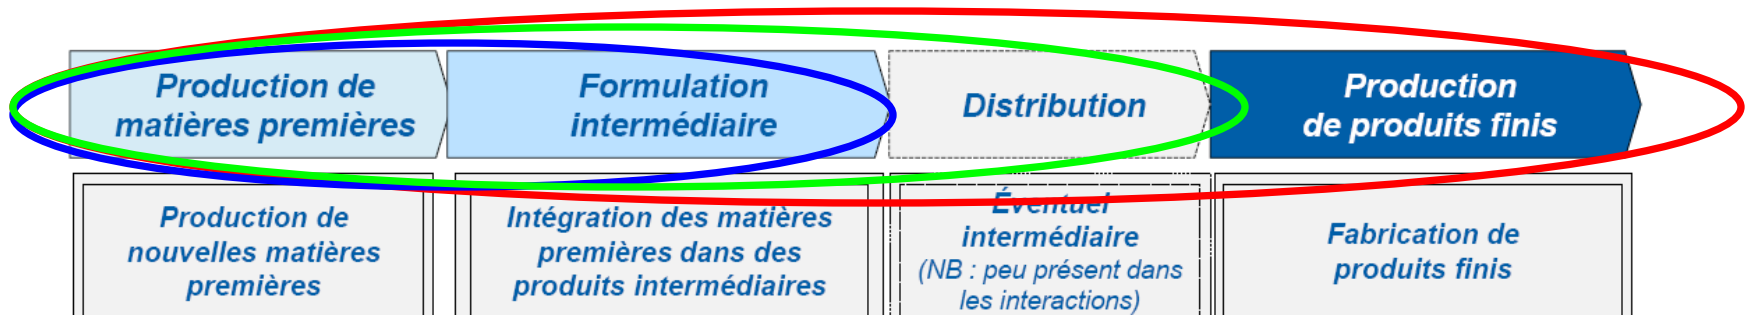 Production de
matières premières
Formulation
intermédiaire
Distribution
Production
de produits finis
Production de
nouvelles matières
premières
Intégration des matières
premières dans des
produits intermédiaires
Éventuel
intermédiaire
(NB : peu présent dans
les interactions)
Fabrication de
produits finis